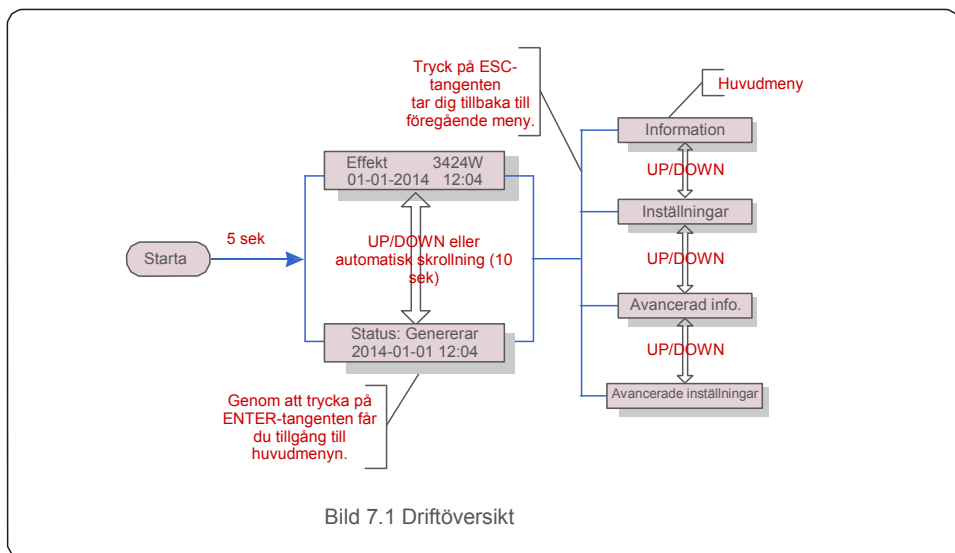 Tryck på ESC-
tangenten
tar dig tillbaka till
föregående meny.
Huvudmeny
Information
UP/DOWN
Inställningar
UP/DOWN
Avancerad info.
UP/DOWN
Avancerade inställningar
Effekt 3424W
01-01-2014 12:04
5 sek
Starta
UP/DOWN eller
automatisk skrollning (10
sek)
Status: Genererar
2014-01-01 12:04
Genom att trycka på
ENTER-tangenten får
du tillgång till
huvudmenyn.
Bild 7.1 Driftöversikt